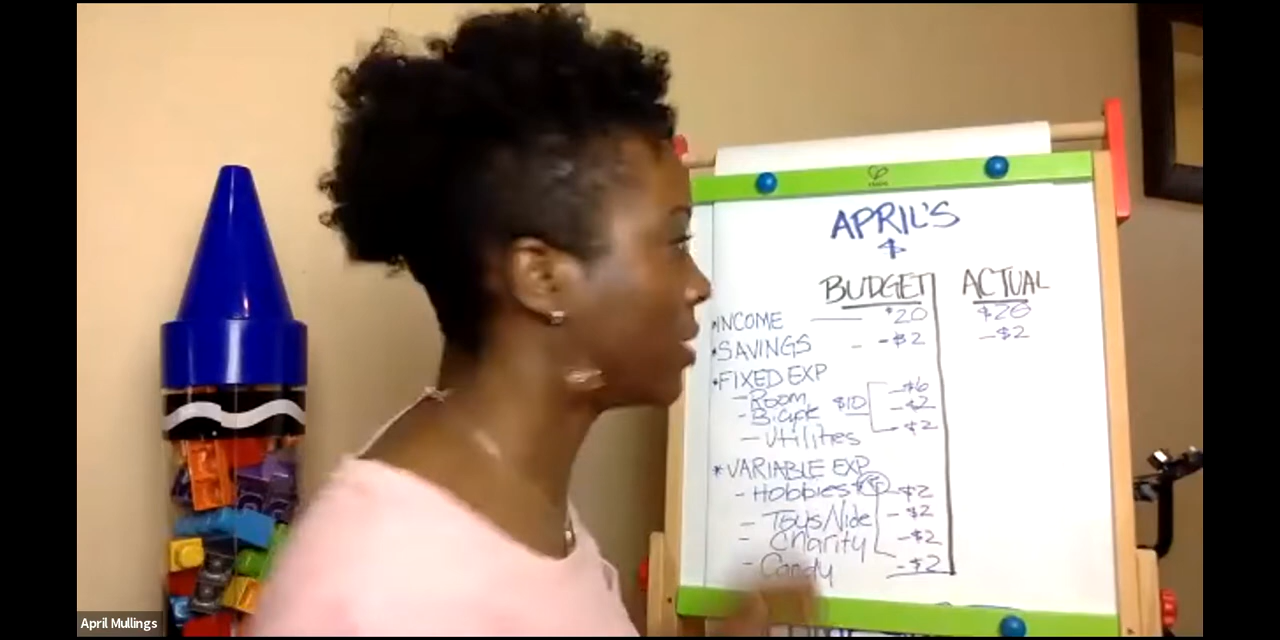 APRIL'S
$
BUDGET ACTUAL
*INCOME $20 $20
*SAVINGS - -$2 -$2
*FIXED EXP
- Room -$6
- Bicycle $10 -$2
- Utilities -$2
*VARIABLE EXP
- Hobbies -$2
- Toys/Vide -$2
- Charity -$2
- Candy -$2
April Mullings